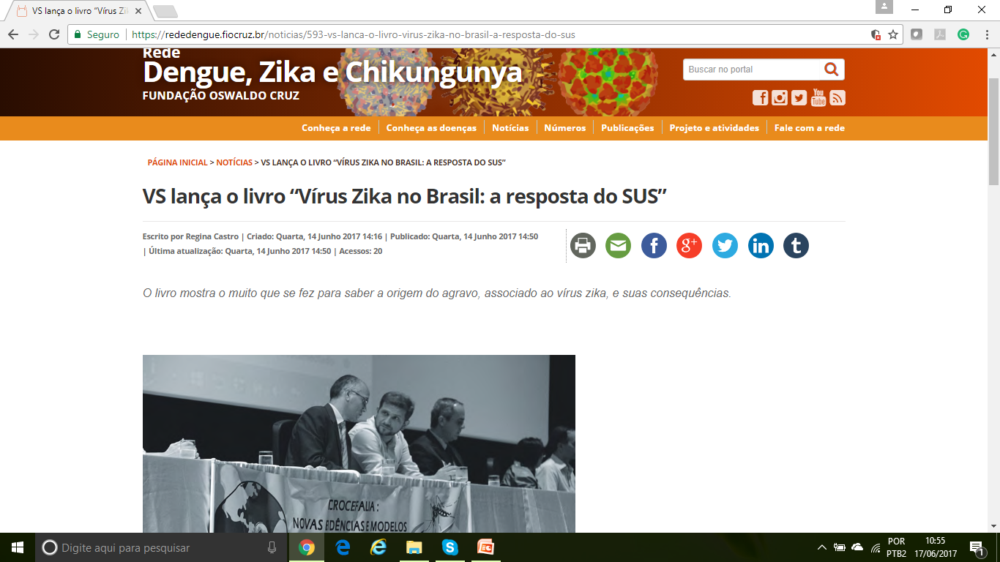 VS lança o livro “Vírus Zi
Seguro
https://rededengue.fiocruz.br/noticias/593-vs-lanca-o-livro-virus-zika-no-brasil-a-resposta-do-sus
Rede
Dengue, Zika e Chikungunya
FUNDAÇÃO OSWALDO CRUZ
Buscar no portal
You Tube
Conheça a rede
Conheça as doenças
Notícias
Números
Publicações
Projeto e atividades
Fale com a rede
PÁGINA INICIAL > NOTÍCIAS > VS LANÇA O LIVRO “VÍRUS ZIKA NO BRASIL: A RESPOSTA DO SUS”
VS lança o livro “Vírus Zika no Brasil: a resposta do SUS”
Escrito por Regina Castro | Criado: Quarta, 14 Junho 2017 14:16 | Publicado: Quarta, 14 Junho 2017 14:50
| Última atualização: Quarta, 14 Junho 2017 14:50 | Acessos: 20
O livro mostra o muito que se fez para saber a origem do agravo, associado ao vírus zika, e suas consequências.
CROCEFALIA:
NOVAS IDÊNCIAS E MODELOS
Digite aqui para pesquisar
POR
PTB2
10:55
17/06/2017
1